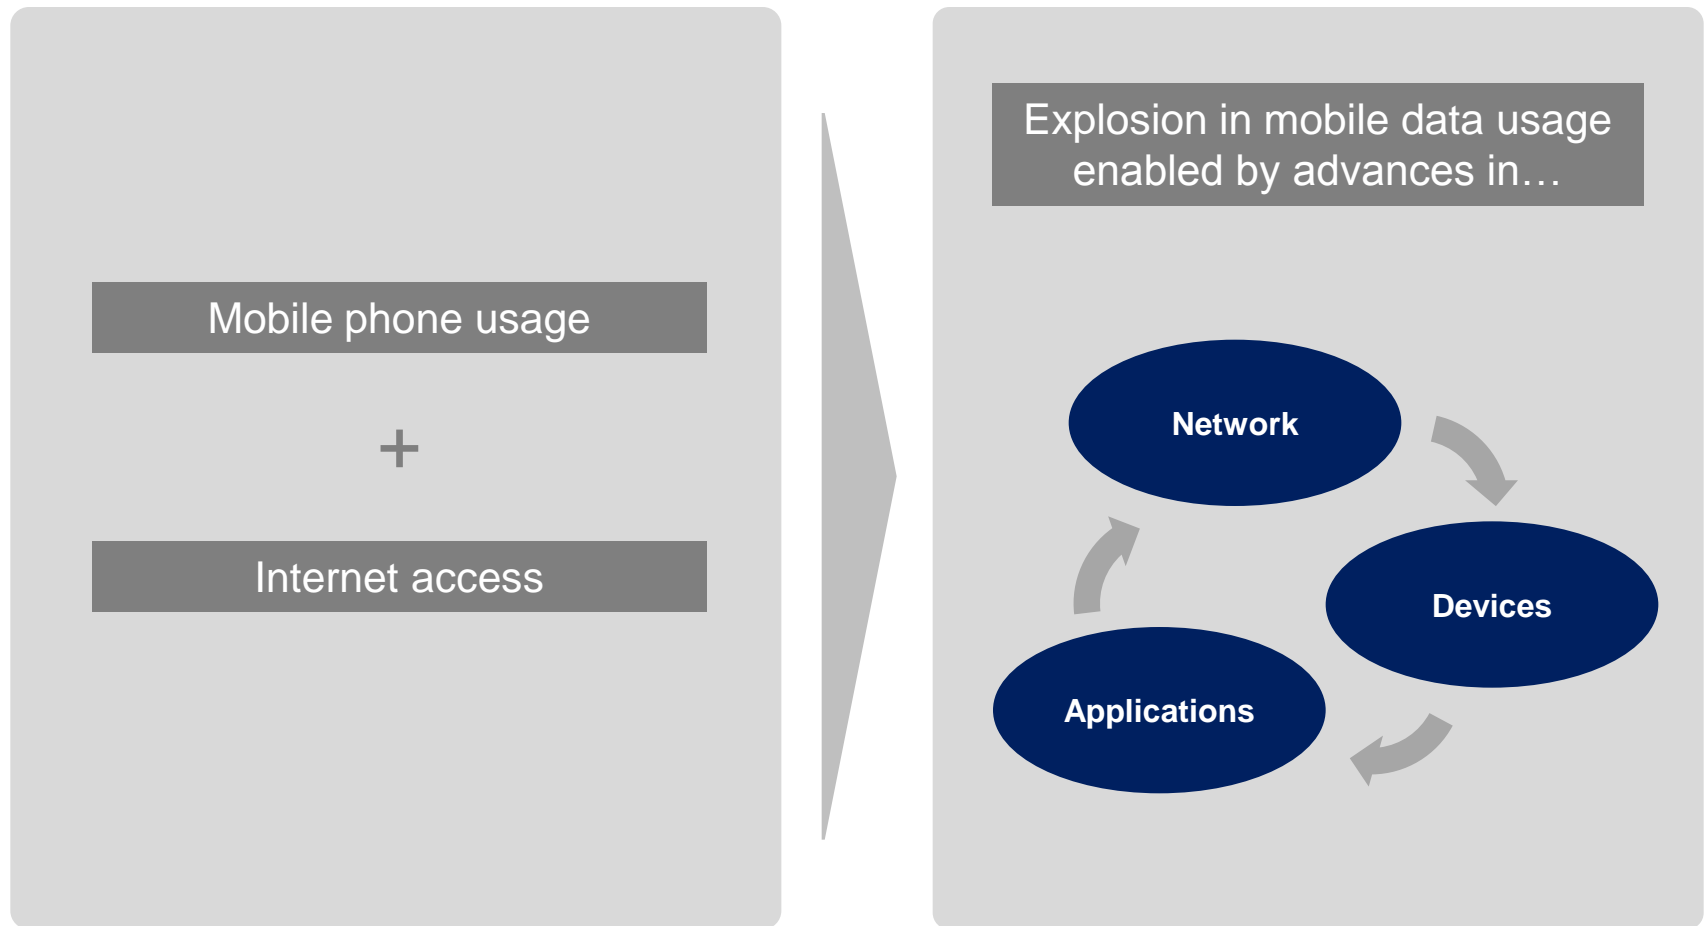 Mobile phone usage
+
Internet access
Explosion in mobile data usage
enabled by advances in…
Network
Devices
Applications